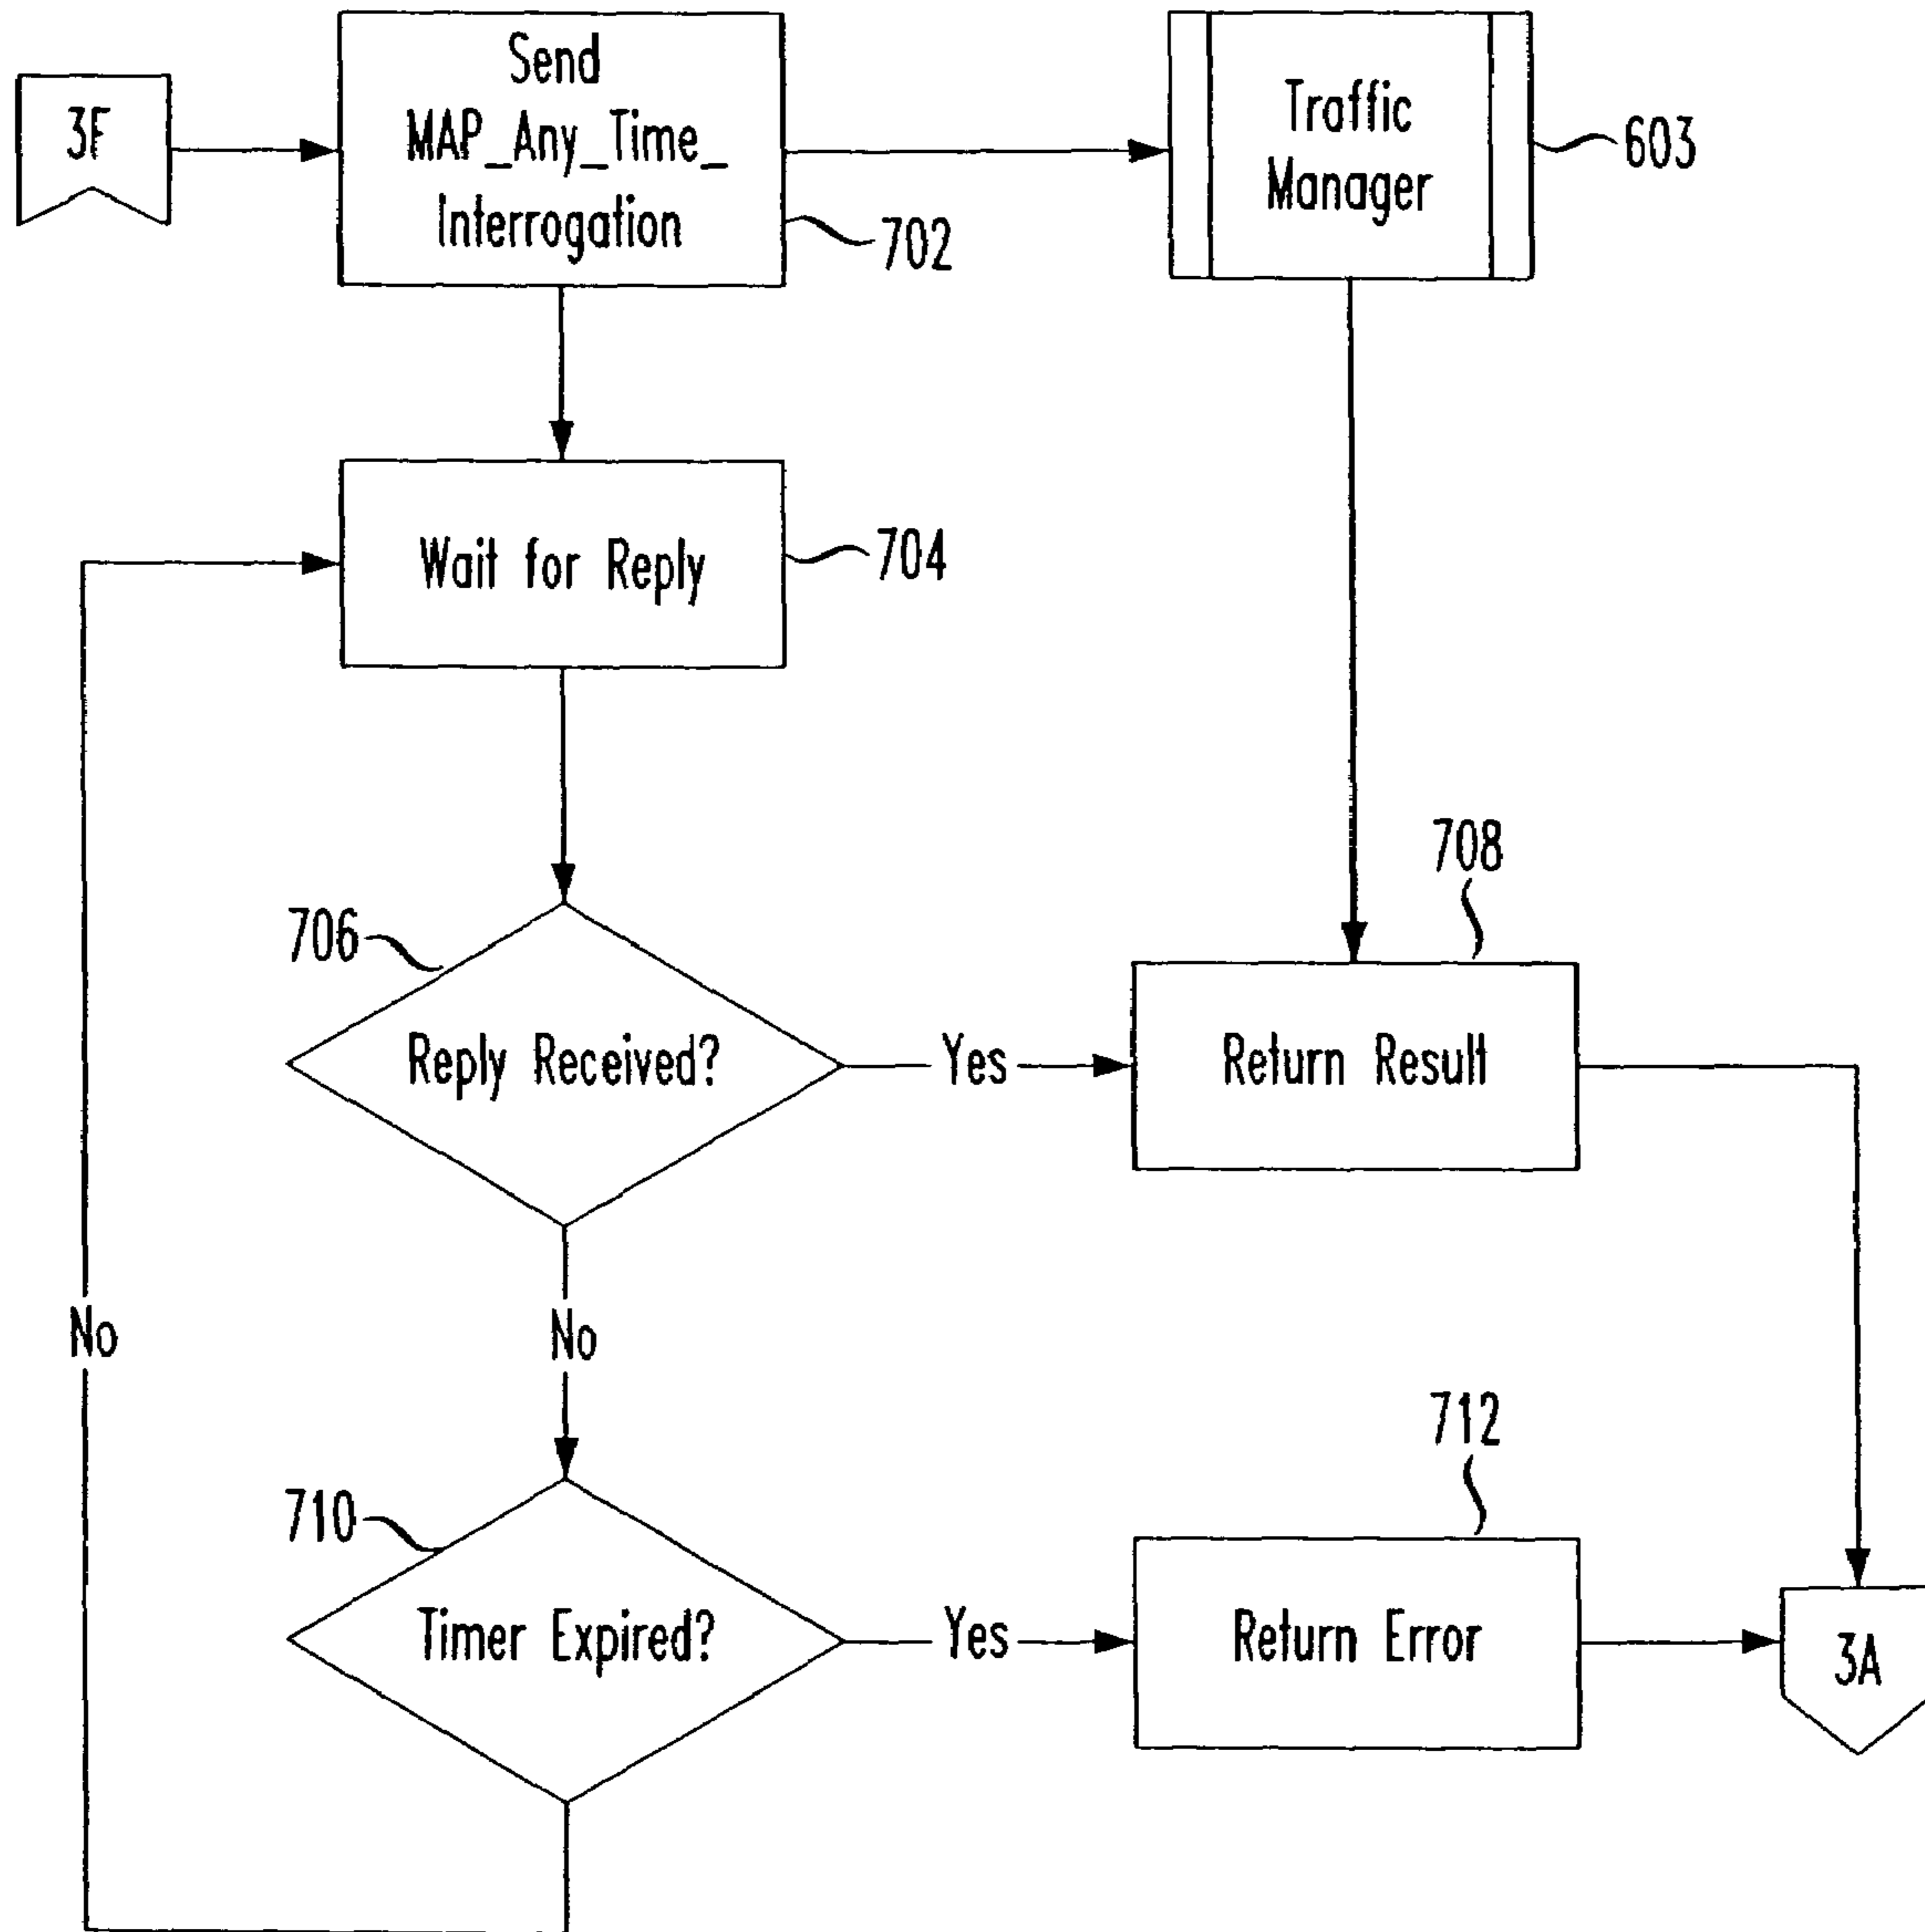 3F
Send
MAP_Any_Time_
Interrogation
702
Traffic
Manager
603
Wait for Reply
704
706
Reply Received?
Yes
708
Return Result
No
No
710
Timer Expired?
Yes
712
Return Error
3A